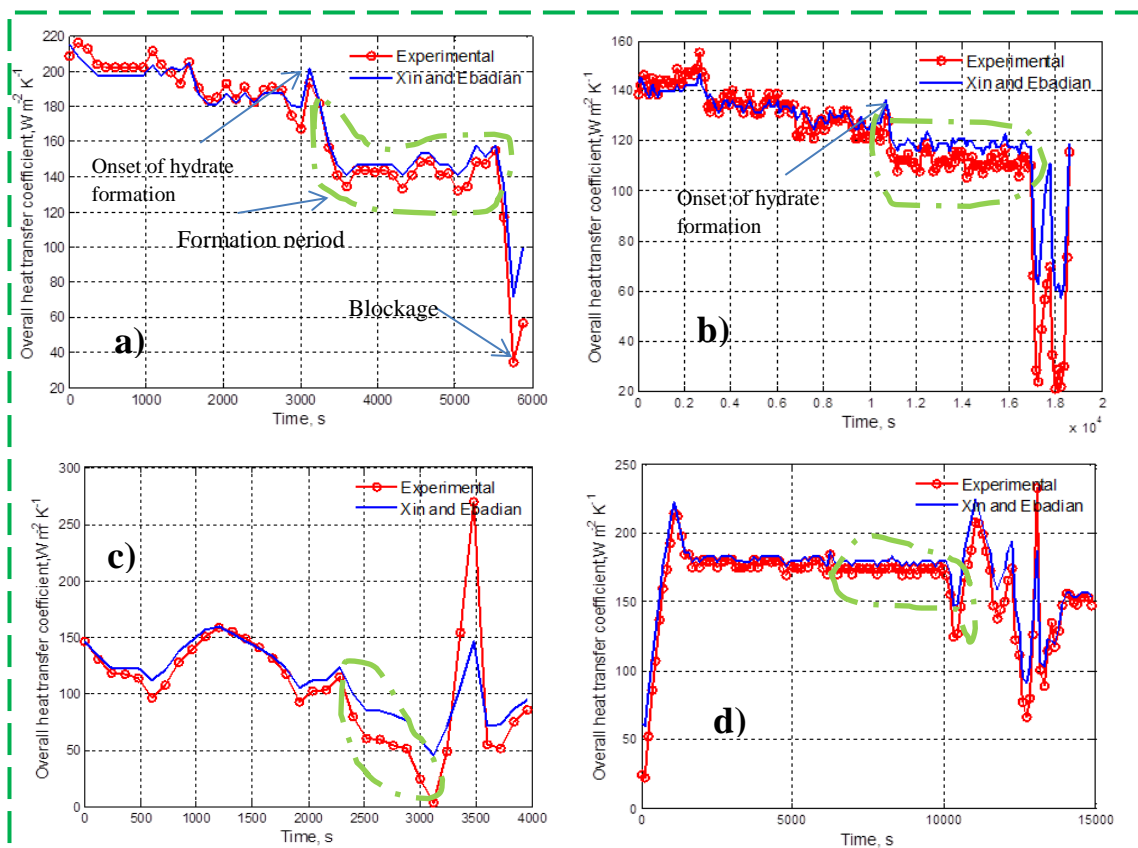 220
200
180
160
140
120
100
80
60
40
20
0
1000
2000
3000
4000
5000
6000
Time, s
Overall heat transfer coefficient,W m-2 K-1
Experimental
Xin and Ebadian
Onset of hydrate
formation
Formation period
Blockage
a)
160
140
120
100
80
60
40
20
0
0.2
0.4
0.6
0.8
1
1.2
1.4
1.6
1.8
2
x 10^4
Time, s
Overall heat transfer coefficient,W m-2 K-1
Experimental
Xin and Ebadian
Onset of hydrate
formation
b)
300
250
200
150
100
50
0
0
500
1000
1500
2000
2500
3000
3500
4000
Time, s
Overall heat transfer coefficient,W m-2 K-1
Experimental
Xin and Ebadian
c)
250
200
150
100
50
0
0
5000
10000
15000
Time, s
Overall heat transfer coefficient,W m-2 K-1
Experimental
Xin and Ebadian
d)